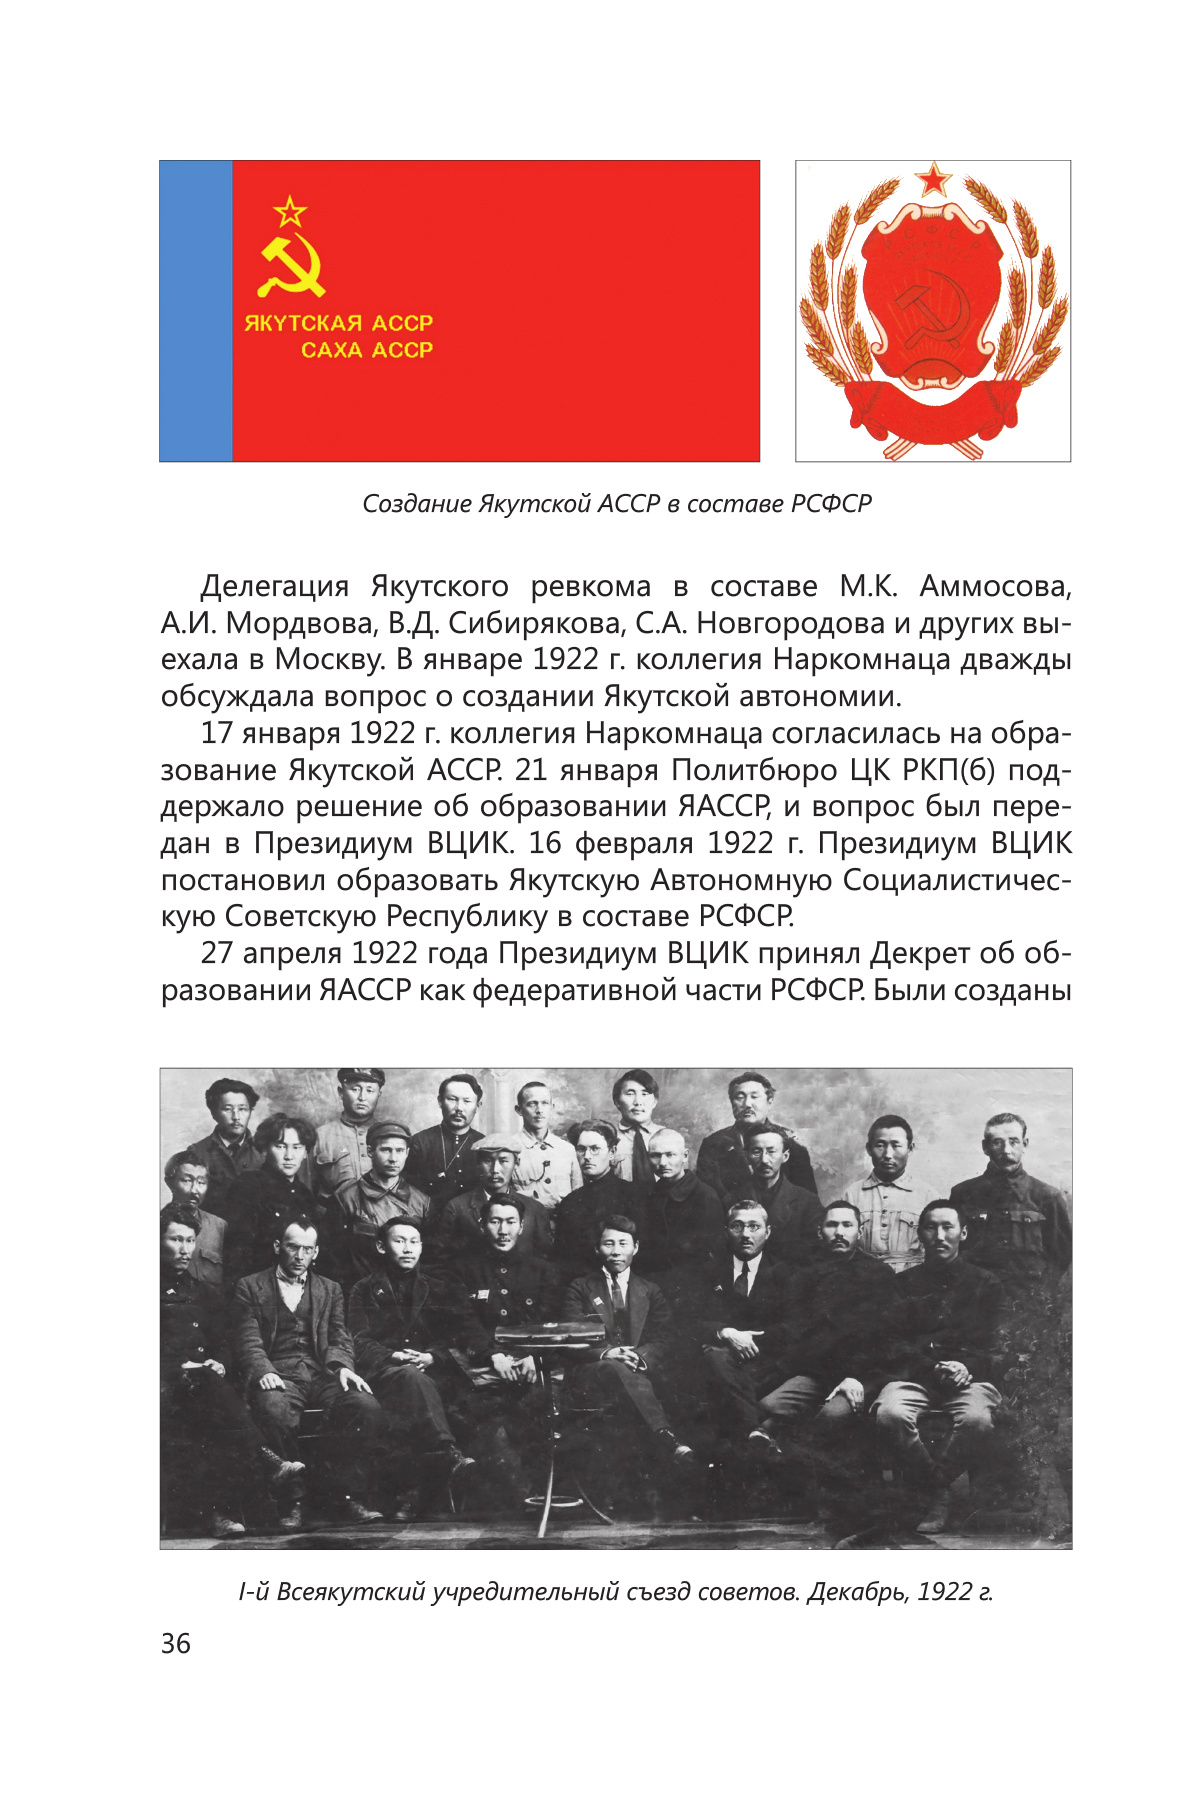 ЯКУТСКАЯ АССР
САХА АССР
Создание Якутской АССР в составе РСФСР
Делегация Якутского ревкома в составе М.К. Аммосова,
А.И. Мордвова, В.Д. Сибирякова, С.А. Новгородова и других вы-
ехала в Москву. В январе 1922 г. коллегия Наркомнаца дважды
обсуждала вопрос о создании Якутской автономии.
17 января 1922 г. коллегия Наркомнаца согласилась на обра-
зование Якутской АССР. 21 января Политбюро ЦК РКП(б) под-
держало решение об образовании ЯАССР, и вопрос был пере-
дан в Президиум ВЦИК. 16 февраля 1922 г. Президиум ВЦИК
постановил образовать Якутскую Автономную Социалистичес-
кую Советскую Республику в составе РСФСР.
27 апреля 1922 года Президиум ВЦИК принял Декрет об об-
разовании ЯАССР как федеративной части РСФСР. Были созданы
I-й Всеякутский учредительный съезд советов. Декабрь, 1922 г.
36